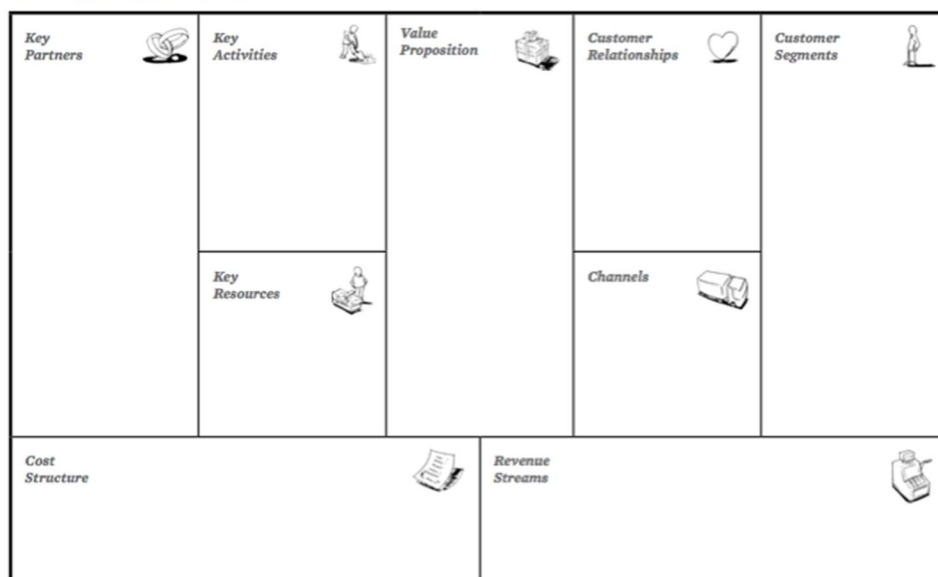 Key
Partners
Key
Activities
Value
Proposition
Customer
Relationships
Customer
Segments
Key
Resources
Channels
Cost
Structure
Revenue
Streams